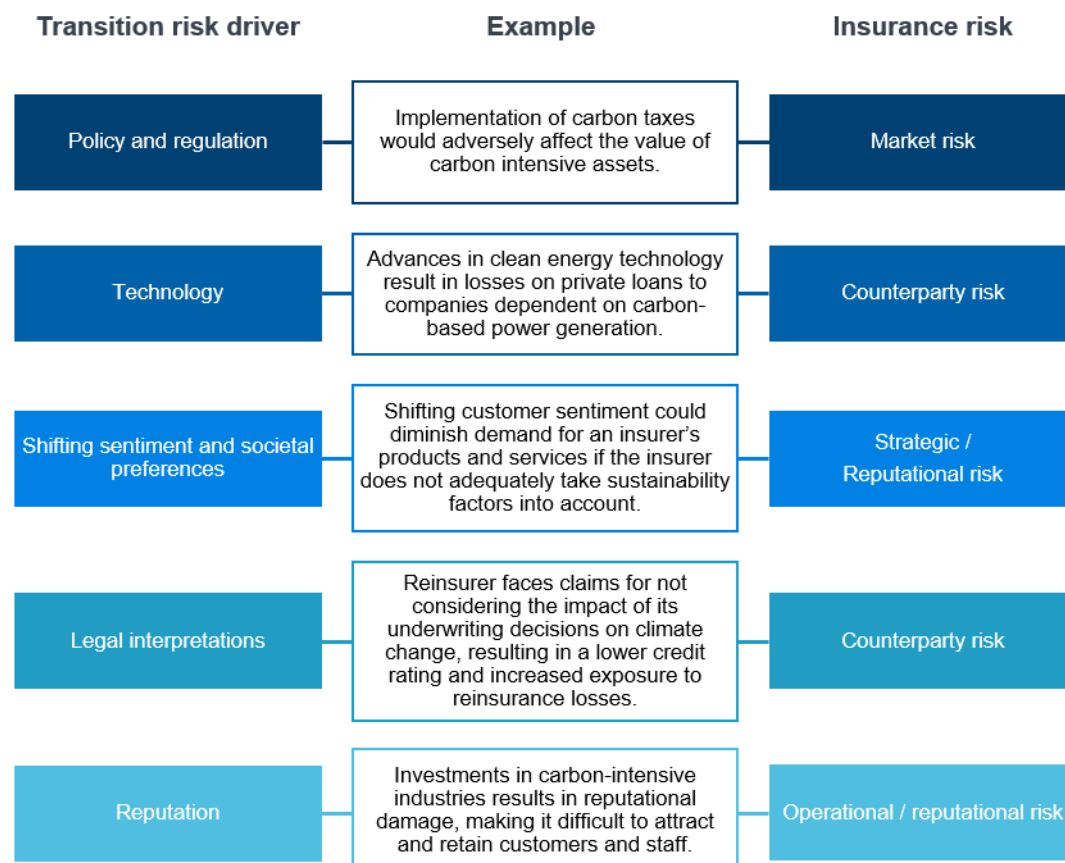 Transition risk driver
Example
Insurance risk
Policy and regulation
Implementation of carbon taxes
would adversely affect the value of
carbon intensive assets.
Market risk
Technology
Advances in clean energy technology
result in losses on private loans to
companies dependent on carbon-
based power generation.
Counterparty risk
Shifting sentiment and societal
preferences
Shifting customer sentiment could
diminish demand for an insurer’s
products and services if the insurer
does not adequately take sustainability
factors into account.
Strategic /
Reputational risk
Legal interpretations
Reinsurer faces claims for not
considering the impact of its
underwriting decisions on climate
change, resulting in a lower credit
rating and increased exposure to
reinsurance losses.
Counterparty risk
Reputation
Investments in carbon-intensive
industries results in reputational
damage, making it difficult to attract
and retain customers and staff.
Operational / reputational risk